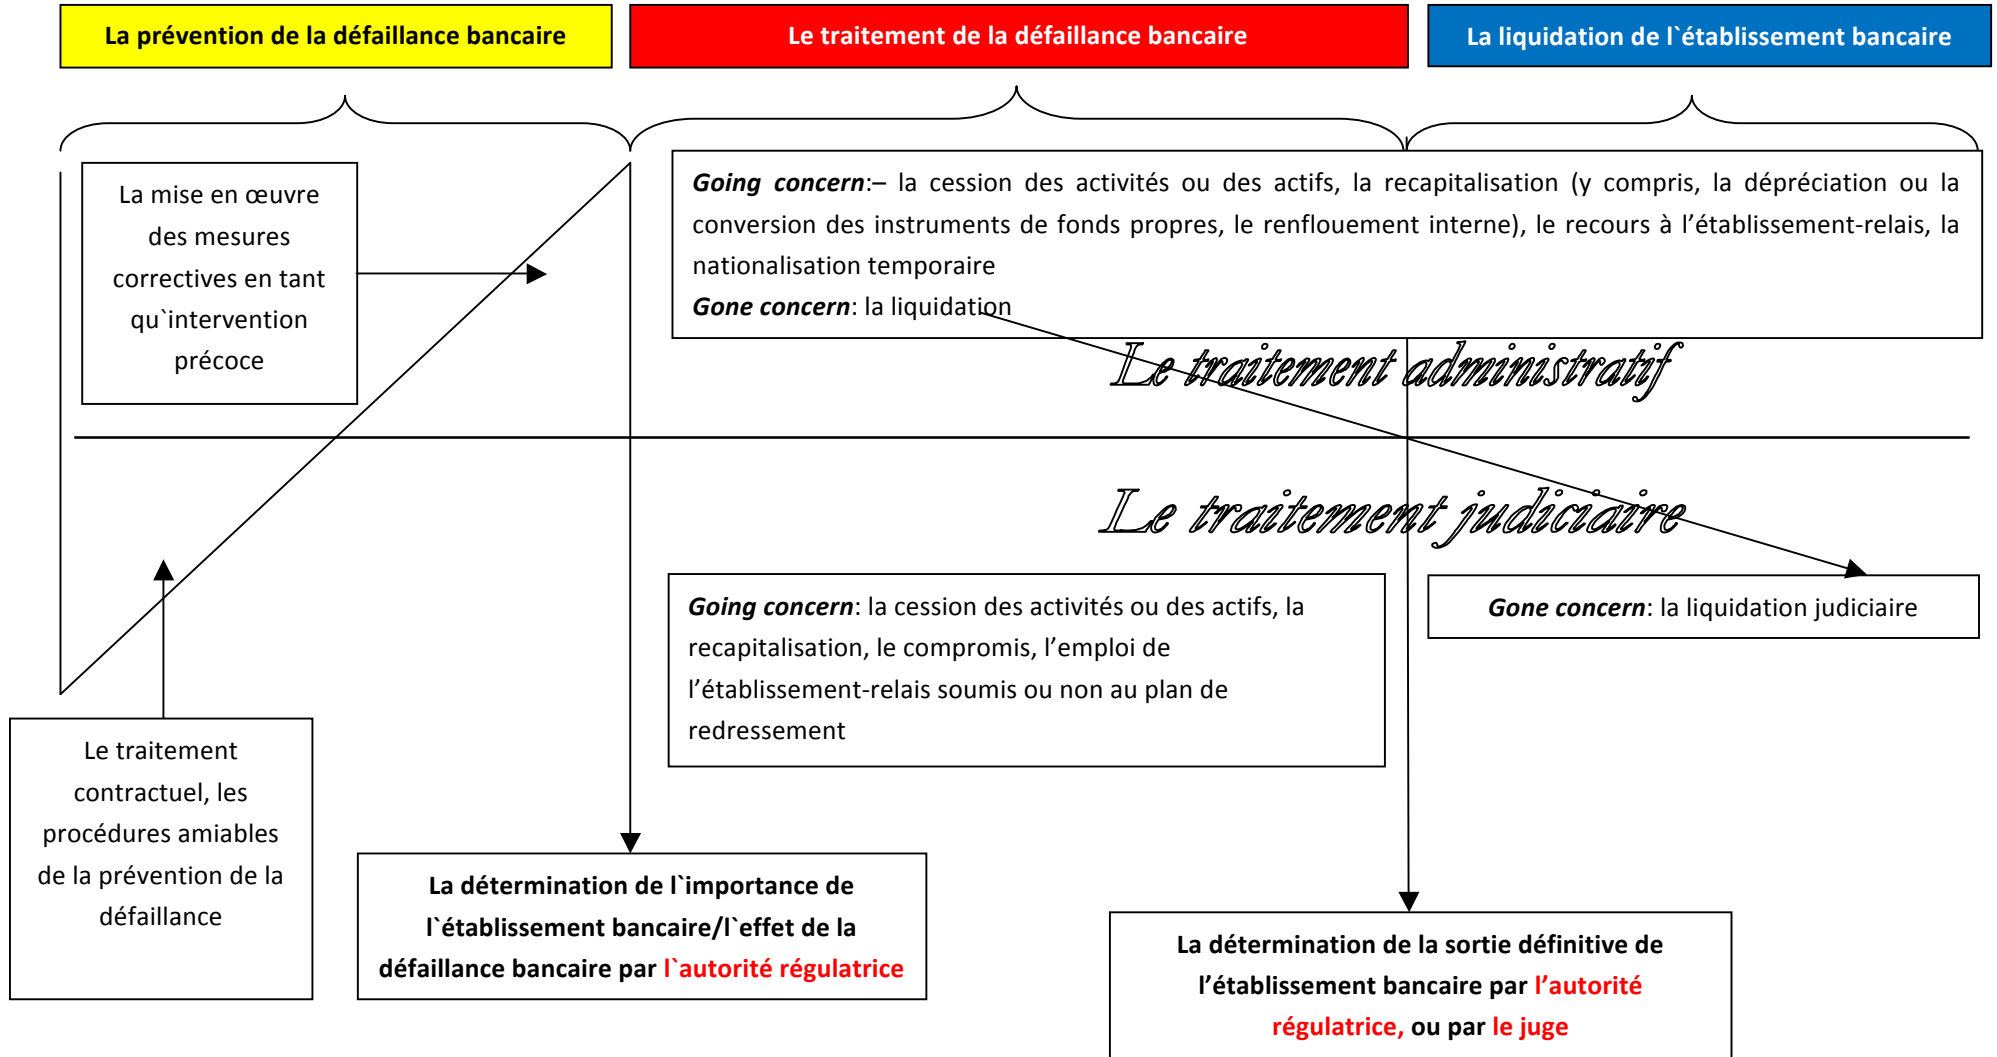 La prévention de la défaillance bancaire
Le traitement de la défaillance bancaire
La liquidation de l`établissement bancaire
La mise en œuvre
des mesures
correctives en tant
qu`intervention
précoce
Going concern:– la cession des activités ou des actifs, la recapitalisation (y compris, la dépréciation ou la
conversion des instruments de fonds propres, le renflouement interne), le recours à l’établissement-relais, la
nationalisation temporaire
Gone concern: la liquidation
Le traitement administratif
Le traitement judiciaire
Going concern: la cession des activités ou des actifs, la
recapitalisation, le compromis, l’emploi de
l’établissement-relais soumis ou non au plan de
redressement
Gone concern: la liquidation judiciaire
Le traitement
contractuel, les
procédures amiables
de la prévention de la
défaillance
La détermination de l`importance de
l`établissement bancaire/l`effet de la
défaillance bancaire par l`autorité régulatrice
La détermination de la sortie définitive de
l’établissement bancaire par l’autorité
régulatrice, ou par le juge